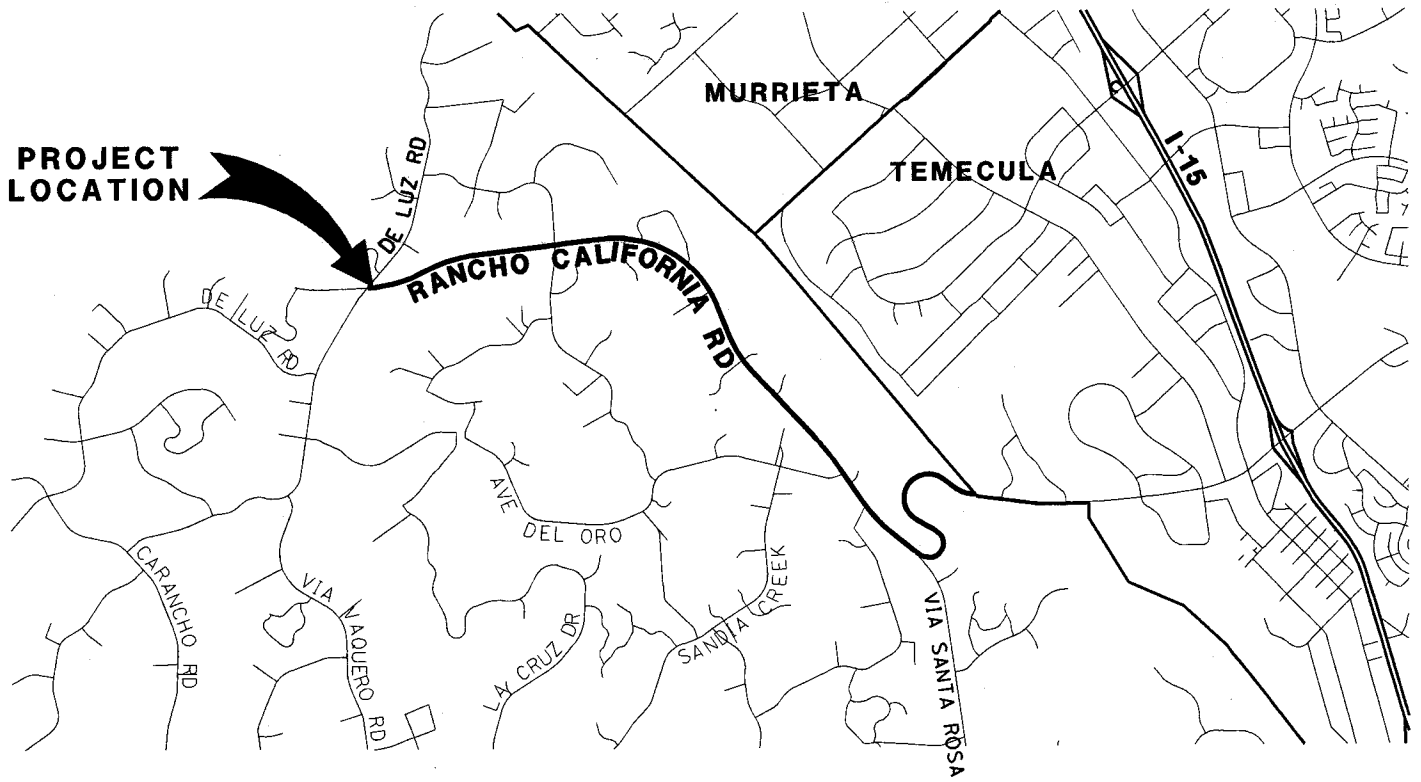 MURRIETA
I-15
PROJECT
LOCATION
TEMECULA
DE LUZ RD
RANCHO CALIFORNIA RD
DE LUZ RD
AVE DEL ORO
CARANCHO RD
VIA VAQUERO RD
LA CRUZ DR
SANDIA CREEK
VIA SANTA ROSA